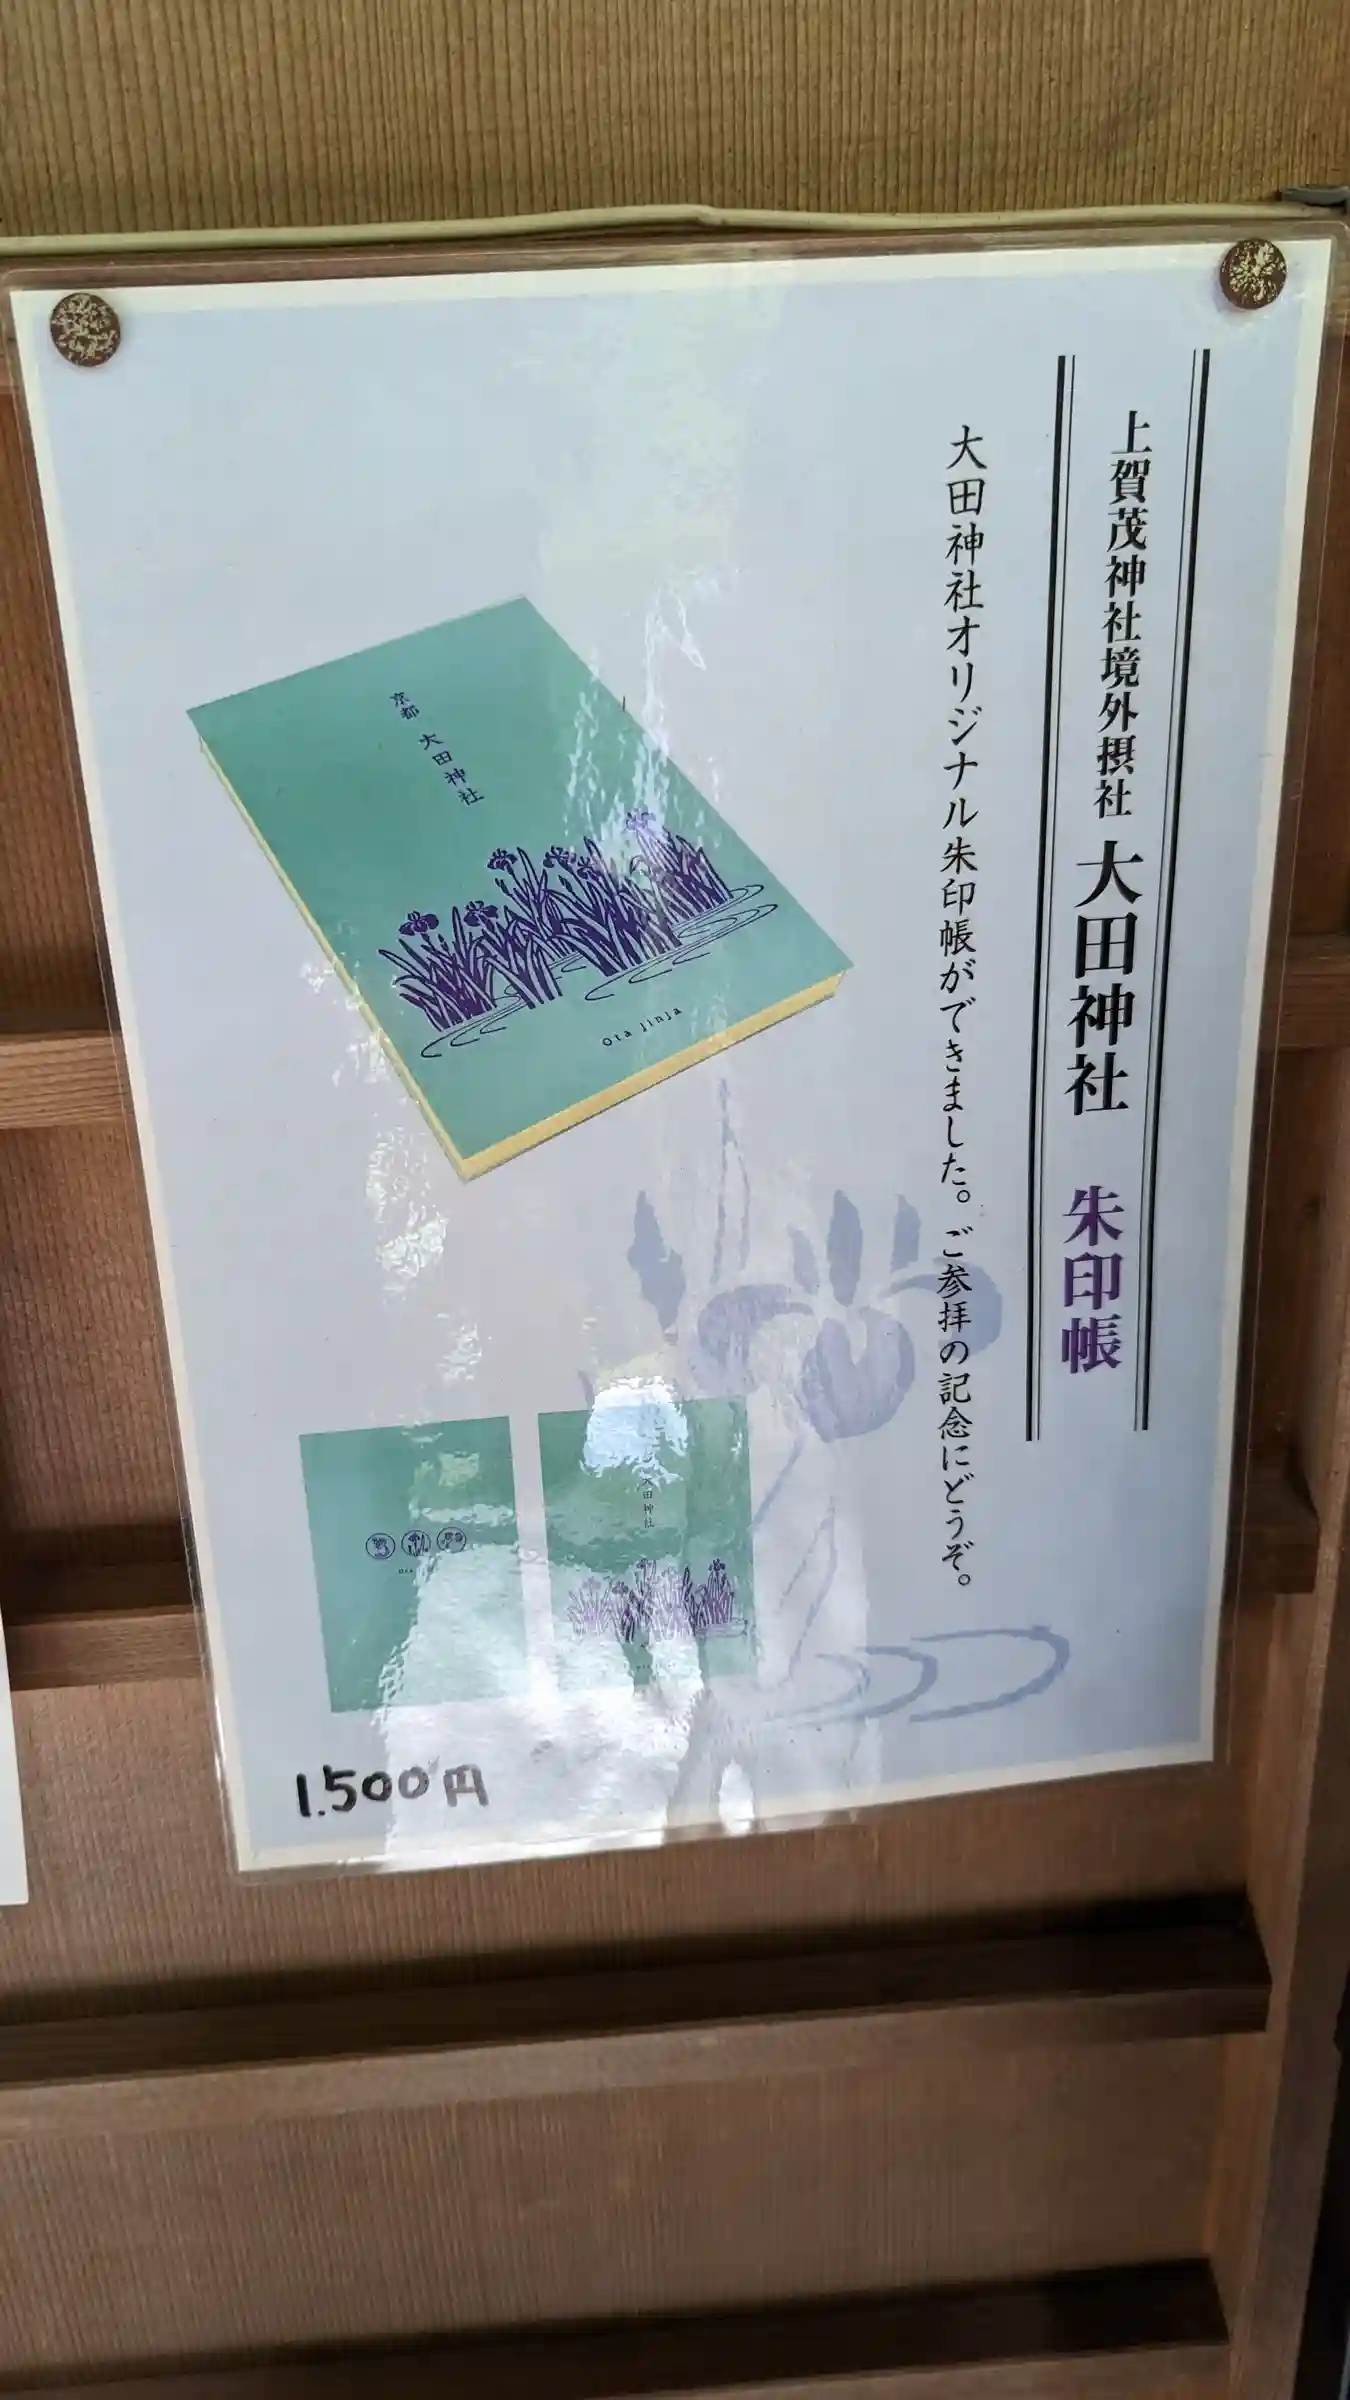 上賀茂神社境外摂社 大田神社 朱印帳
大田神社オリジナル朱印帳ができました。ご参拝の記念にどうぞ。
京都 大田神社
ota jinja
大田神社
1.500円